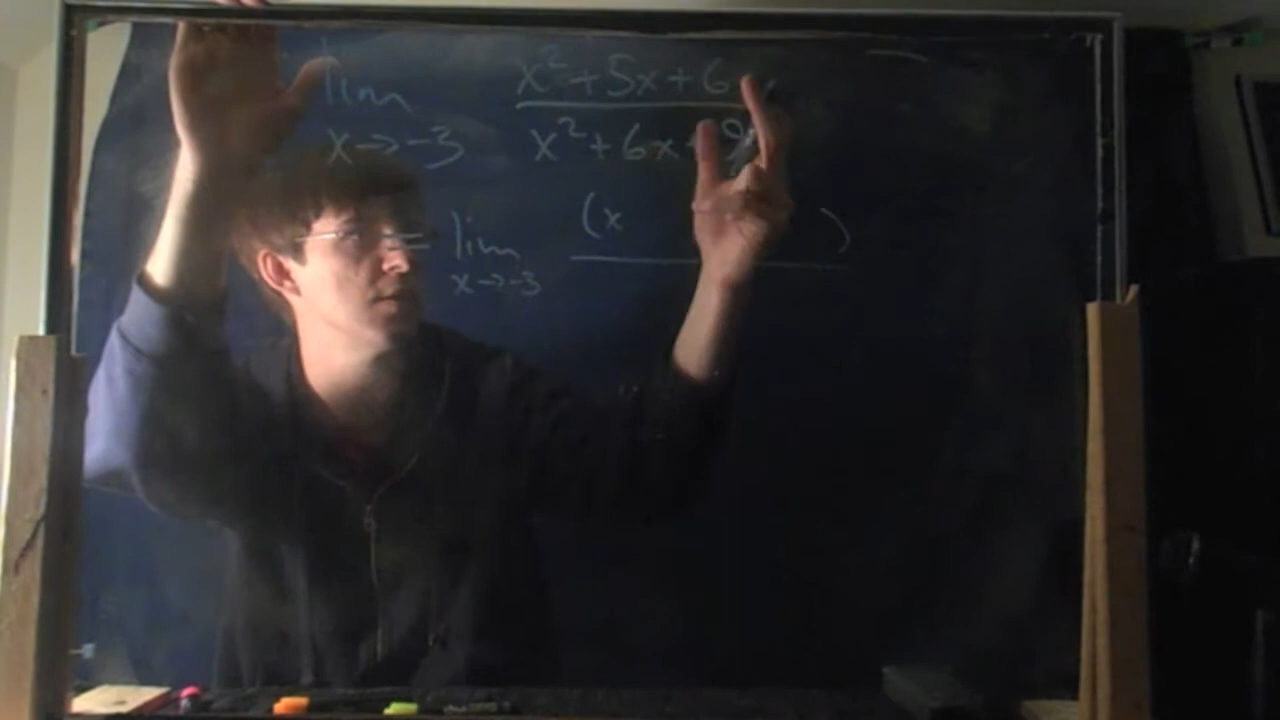 lim x² + 5x + 6
x → -3 x² + 6x + 9
= lim (x )
x → -3